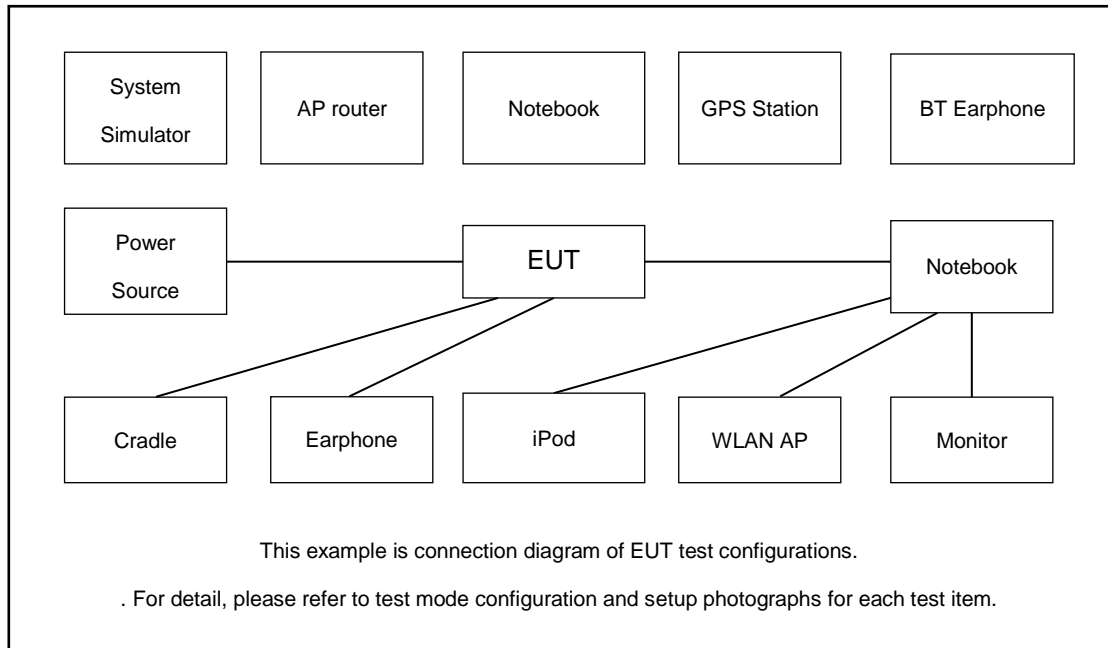 System
Simulator
AP router
Notebook
GPS Station
BT Earphone
Power
Source
EUT
Notebook
Cradle
Earphone
iPod
WLAN AP
Monitor
This example is connection diagram of EUT test configurations.
. For detail, please refer to test mode configuration and setup photographs for each test item.